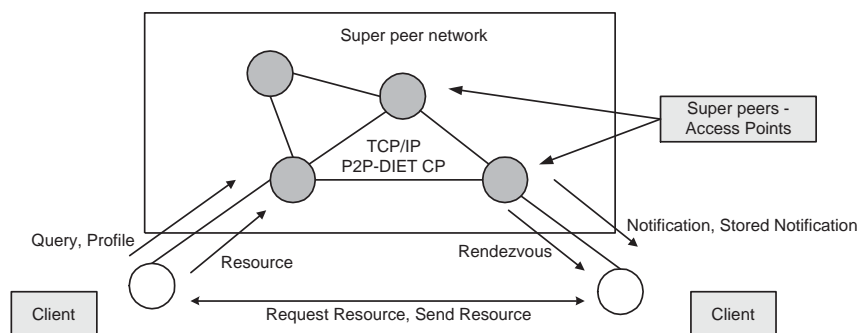 Super peer network
Super peers -
Access Points
TCP/IP
P2P-DIET CP
Notification, Stored Notification
Query, Profile
Resource
Rendezvous
Client
Request Resource, Send Resource
Client